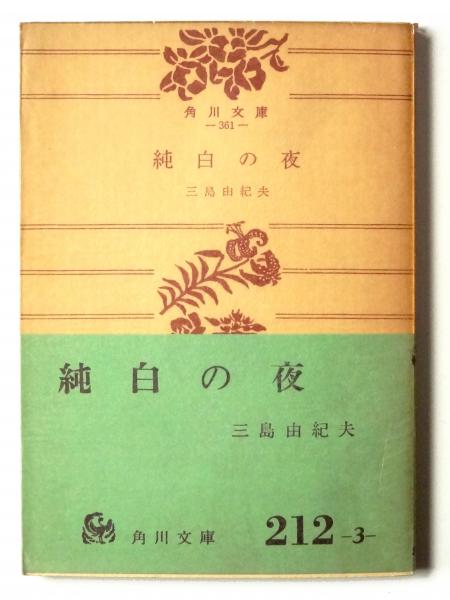 角川文庫
—361—
純白の夜
三島由紀夫
純白の夜
三島由紀夫
角川文庫 212 -3-